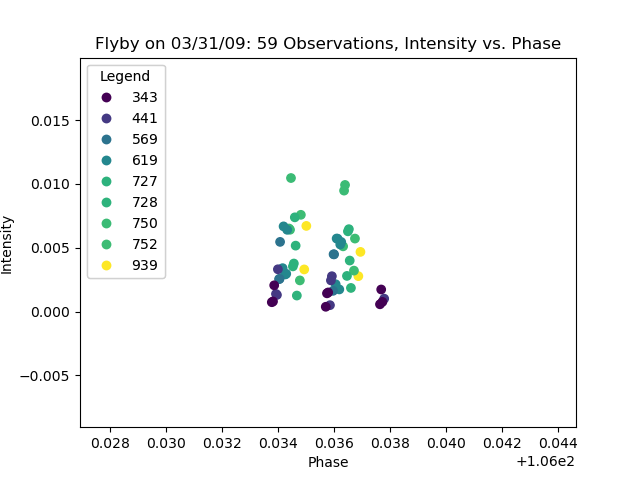 Flyby on 03/31/09: 59 Observations, Intensity vs. Phase
Legend
343
441
569
619
727
728
750
752
939
0.015
0.010
0.005
0.000
−0.005
Intensity
0.028 0.030 0.032 0.034 0.036 0.038 0.040 0.042 0.044
+1.06e2
Phase